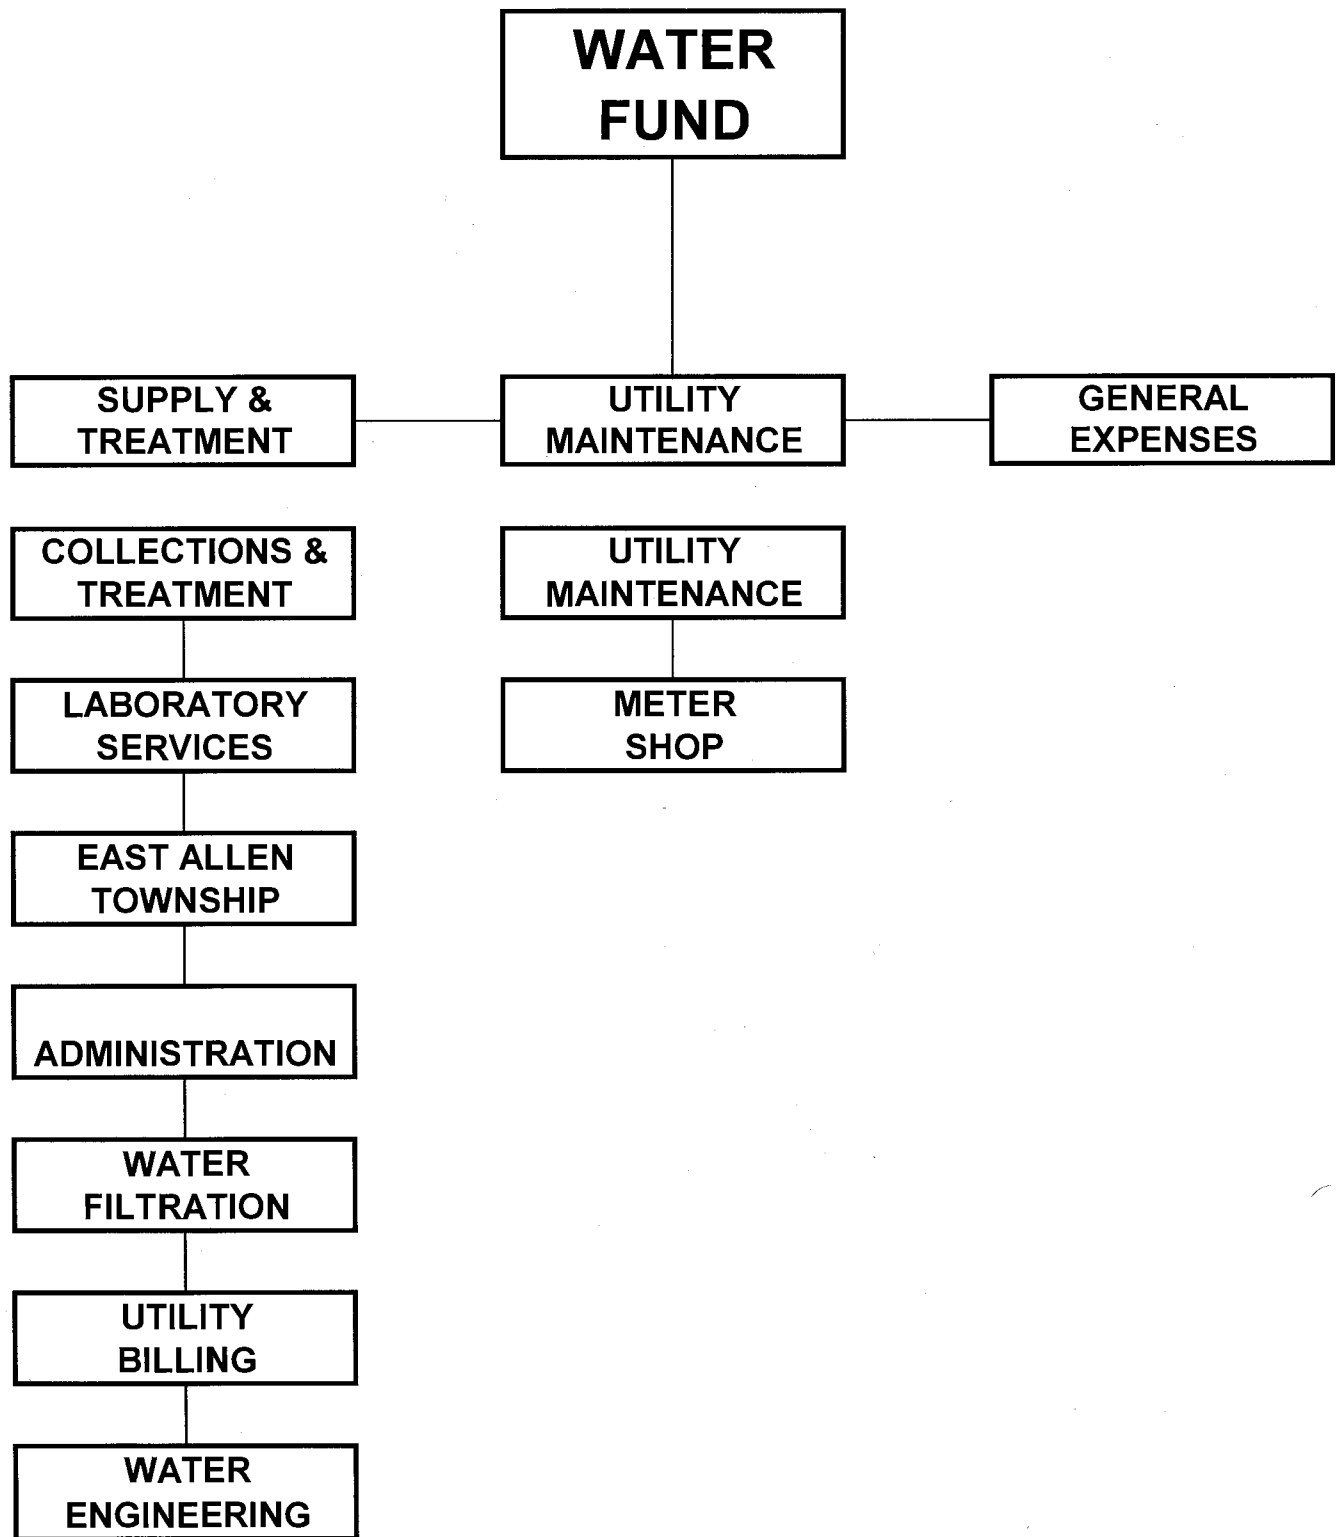 WATER
FUND
SUPPLY &
TREATMENT
UTILITY
MAINTENANCE
GENERAL
EXPENSES
COLLECTIONS &
TREATMENT
UTILITY
MAINTENANCE
LABORATORY
SERVICES
METER
SHOP
EAST ALLEN
TOWNSHIP
ADMINISTRATION
WATER
FILTRATION
UTILITY
BILLING
WATER
ENGINEERING